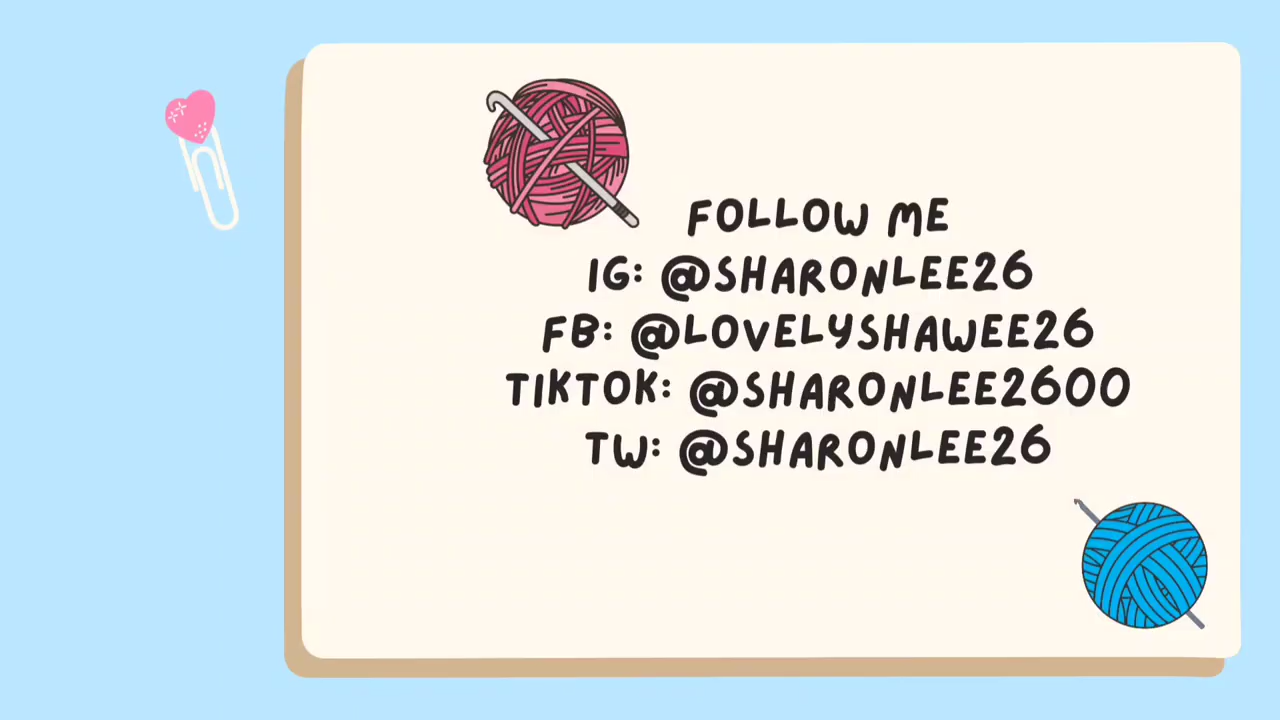 FOLLOW ME
IG: @SHARONLEE26
FB: @LOVELYSHAWEE26
TIKTOK: @SHARONLEE2600
TW: @SHARONLEE26